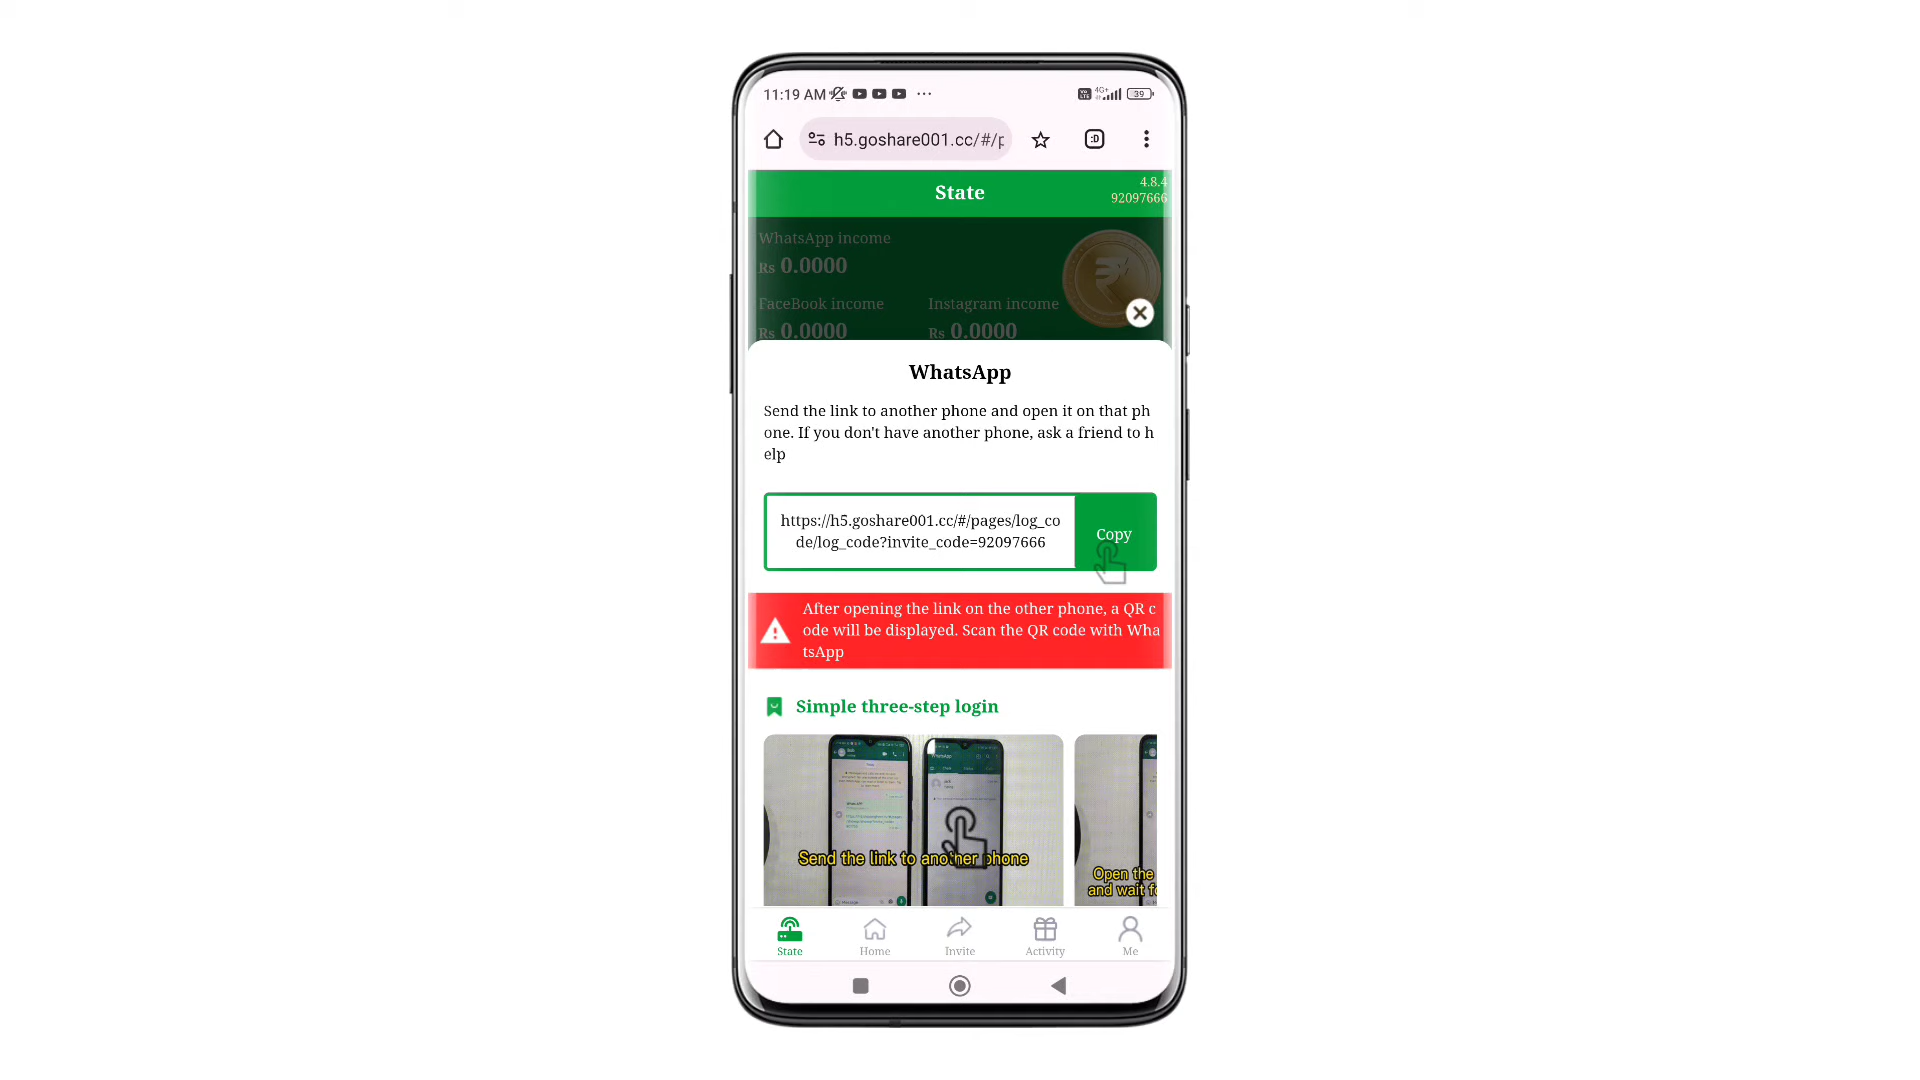 11:19 AM
4G+
39
h5.goshare001.cc/#/p
:D
State
4.8.4
92097666
WhatsApp income
Rs 0.0000
FaceBook income
Instagram income
Rs 0.0000
Rs 0.0000
WhatsApp
Send the link to another phone and open it on that ph
one. If you don't have another phone, ask a friend to h
elp
https://h5.goshare001.cc/#/pages/log_co
de/log_code?invite_code=92097666
Copy
After opening the link on the other phone, a QR c
ode will be displayed. Scan the QR code with Wha
tsApp
Simple three-step login
Send the link to another phone
Open the
and wait fo
State
Home
Invite
Activity
Me